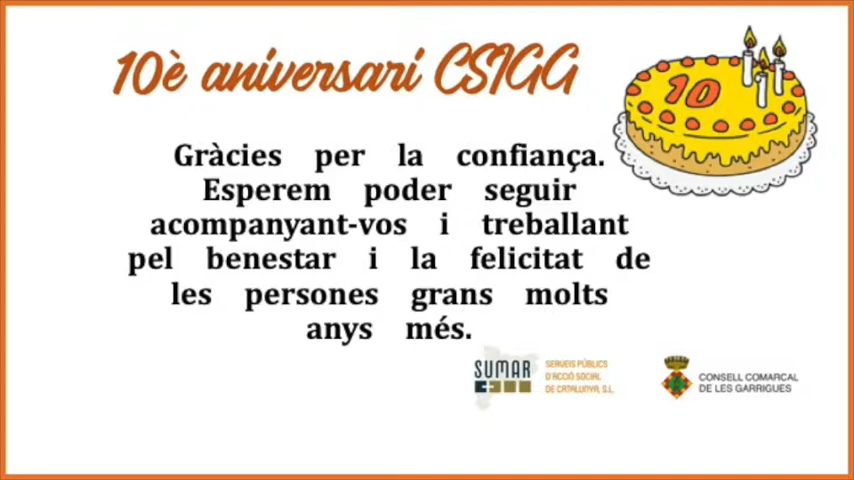 10è aniversari CSIGG
10
Gràcies per la confiança.
Esperem poder seguir
acompanyant-vos i treballant
pel benestar i la felicitat de
les persones grans molts
anys més.
SUMAR
SERVEIS PÚBLICS
D'ACCIÓ SOCIAL
DE CATALUNYA, S.L.
CONSELL COMARCAL
DE LES GARRIGUES